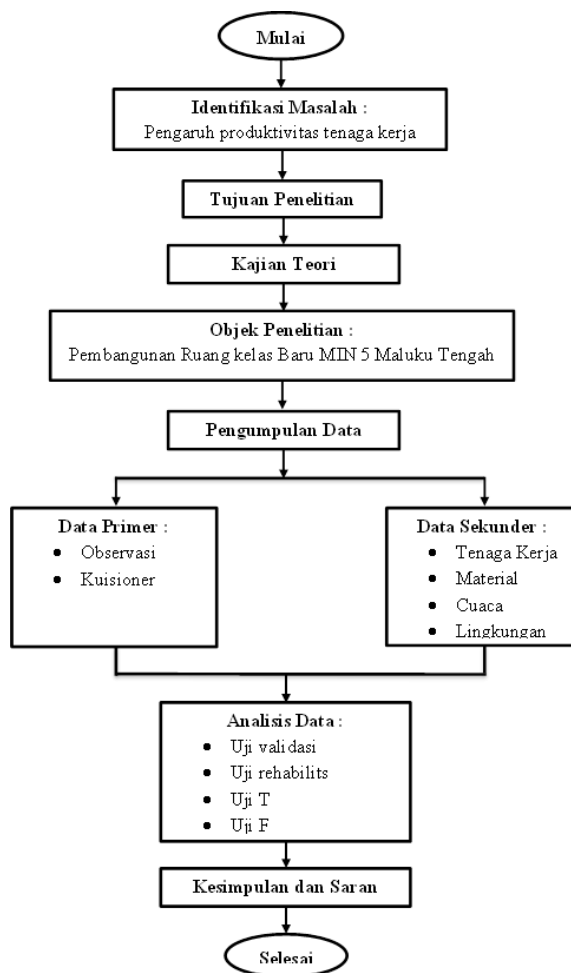 Mulai
Identifikasi Masalah :
Pengaruh produktivitas tenaga kerja
Tujuan Penelitian
Kajian Teori
Objek Penelitian :
Pembangunan Ruang kelas Baru MIN 5 Maluku Tengah
Pengumpulan Data
Data Primer :
• Observasi
• Kuisioner
Data Sekunder :
• Tenaga Kerja
• Material
• Cuaca
• Lingkungan
Analisis Data :
• Uji validasi
• Uji rehabilits
• Uji T
• Uji F
Kesimpulan dan Saran
Selesai